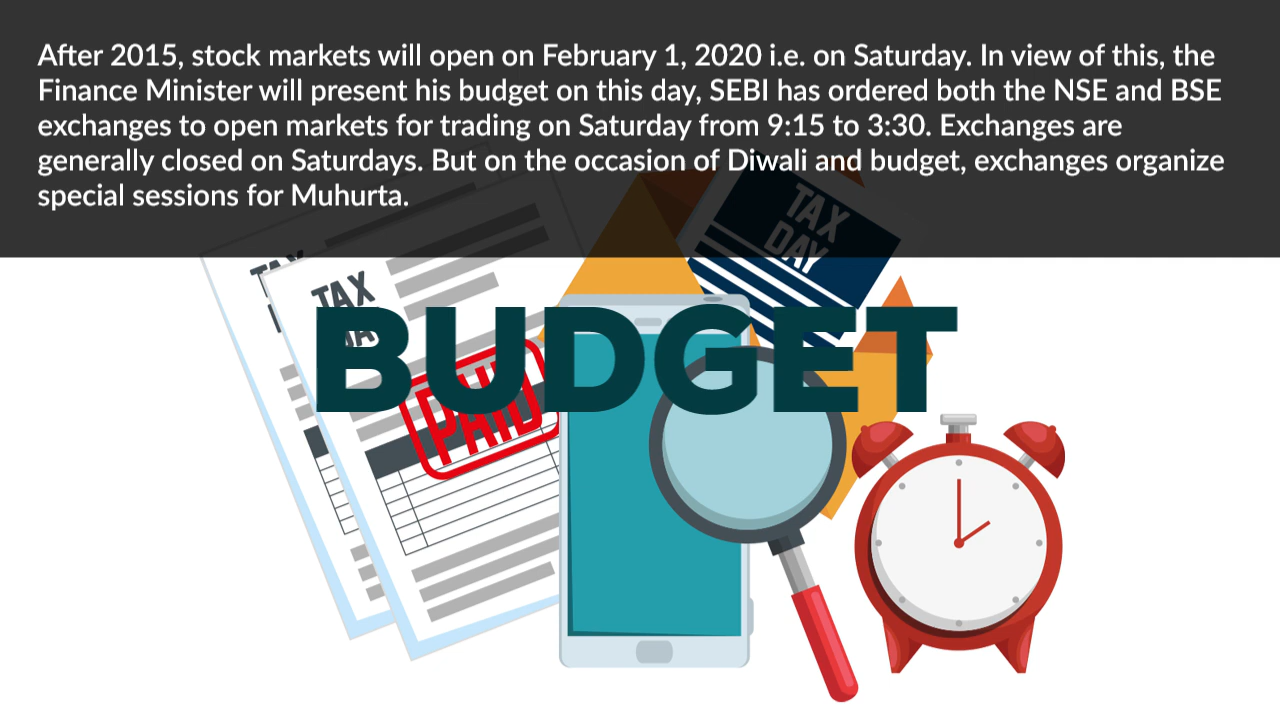 After 2015, stock markets will open on February 1, 2020 i.e. on Saturday. In view of this, the
Finance Minister will present his budget on this day, SEBI has ordered both the NSE and BSE
exchanges to open markets for trading on Saturday from 9:15 to 3:30. Exchanges are
generally closed on Saturdays. But on the occasion of Diwali and budget, exchanges organize
special sessions for Muhurta.
TAX
DAY
TAX
TAX
BUDGET
PAID